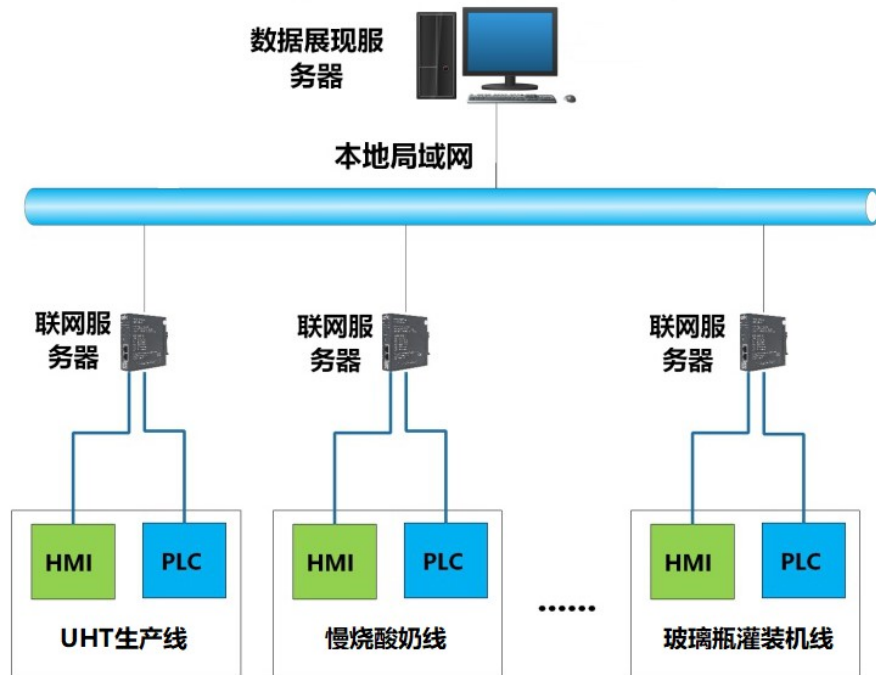 数据展现服
务器
本地局域网
联网服
务器
联网服
务器
联网服
务器
HMI
PLC
HMI
PLC
HMI
PLC
UHT生产线
慢烧酸奶线
......
玻璃瓶灌装机线